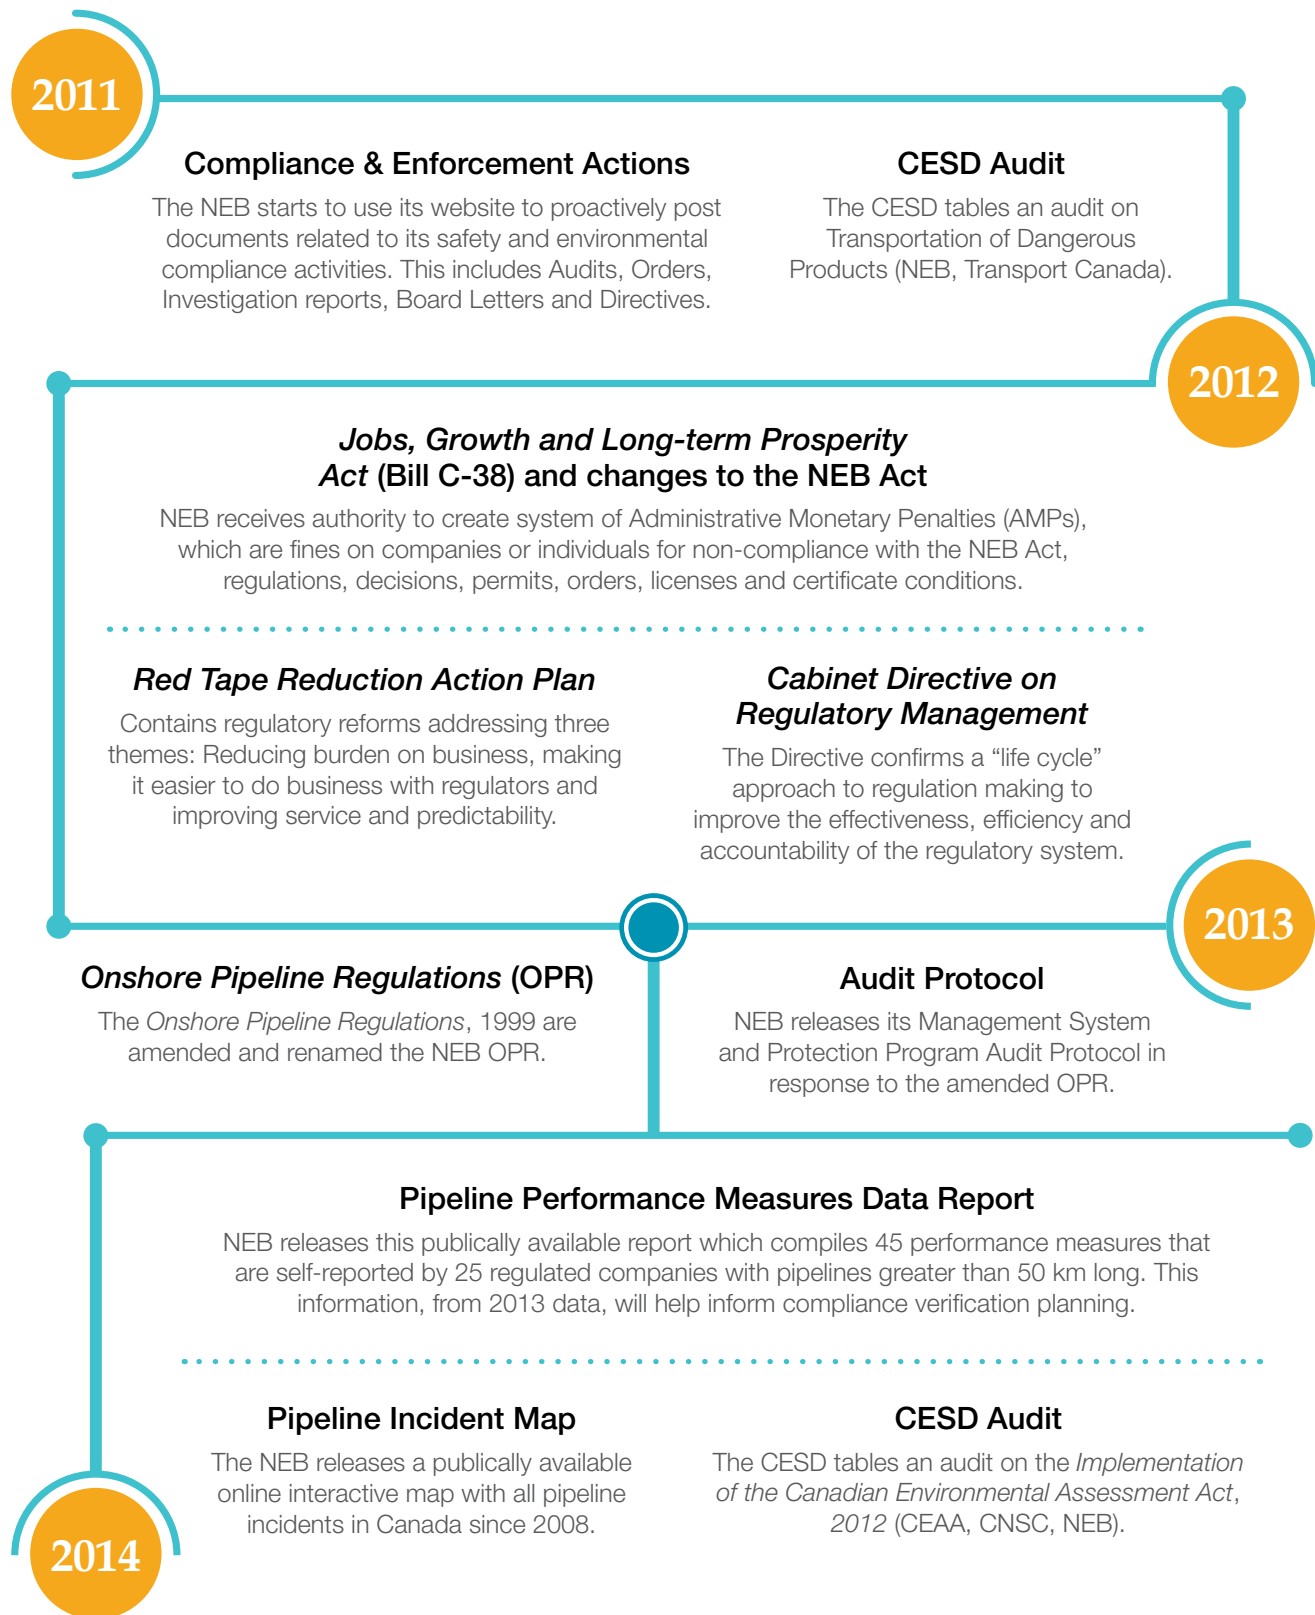 2011
Compliance & Enforcement Actions
The NEB starts to use its website to proactively post
documents related to its safety and environmental
compliance activities. This includes Audits, Orders,
Investigation reports, Board Letters and Directives.
CESD Audit
The CESD tables an audit on
Transportation of Dangerous
Products (NEB, Transport Canada).
2012
Jobs, Growth and Long-term Prosperity
Act (Bill C-38) and changes to the NEB Act
NEB receives authority to create system of Administrative Monetary Penalties (AMPs),
which are fines on companies or individuals for non-compliance with the NEB Act,
regulations, decisions, permits, orders, licenses and certificate conditions.
Red Tape Reduction Action Plan
Contains regulatory reforms addressing three
themes: Reducing burden on business, making
it easier to do business with regulators and
improving service and predictability.
Cabinet Directive on
Regulatory Management
The Directive confirms a “life cycle”
approach to regulation making to
improve the effectiveness, efficiency and
accountability of the regulatory system.
2013
Onshore Pipeline Regulations (OPR)
The Onshore Pipeline Regulations, 1999 are
amended and renamed the NEB OPR.
Audit Protocol
NEB releases its Management System
and Protection Program Audit Protocol in
response to the amended OPR.
Pipeline Performance Measures Data Report
NEB releases this publically available report which compiles 45 performance measures that
are self-reported by 25 regulated companies with pipelines greater than 50 km long. This
information, from 2013 data, will help inform compliance verification planning.
Pipeline Incident Map
The NEB releases a publically available
online interactive map with all pipeline
incidents in Canada since 2008.
CESD Audit
The CESD tables an audit on the Implementation
of the Canadian Environmental Assessment Act,
2012 (CEAA, CNSC, NEB).
2014